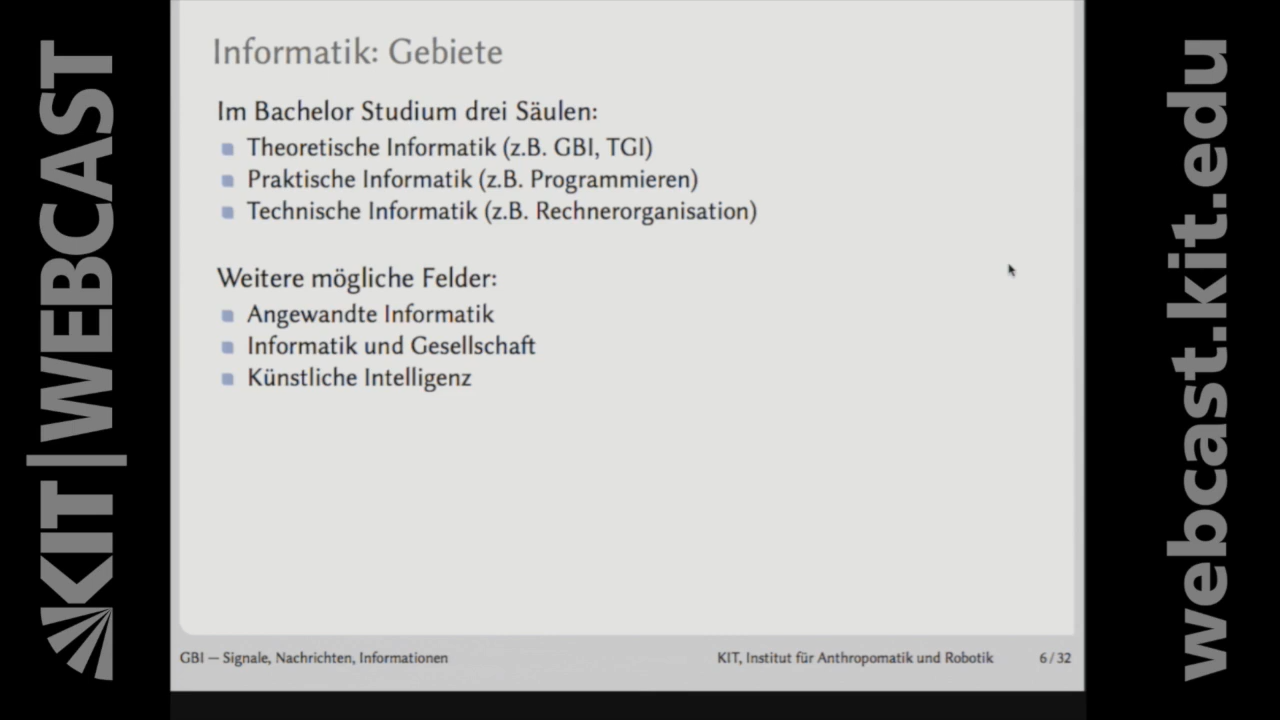 KIT|WEBCAST
Informatik: Gebiete
Im Bachelor Studium drei Säulen:
Theoretische Informatik (z.B. GBI, TGI)
Praktische Informatik (z.B. Programmieren)
Technische Informatik (z.B. Rechnerorganisation)
Weitere mögliche Felder:
Angewandte Informatik
Informatik und Gesellschaft
Künstliche Intelligenz
GBI — Signale, Nachrichten, Informationen
KIT, Institut für Anthropomatik und Robotik
6/32
webcast.kit.edu